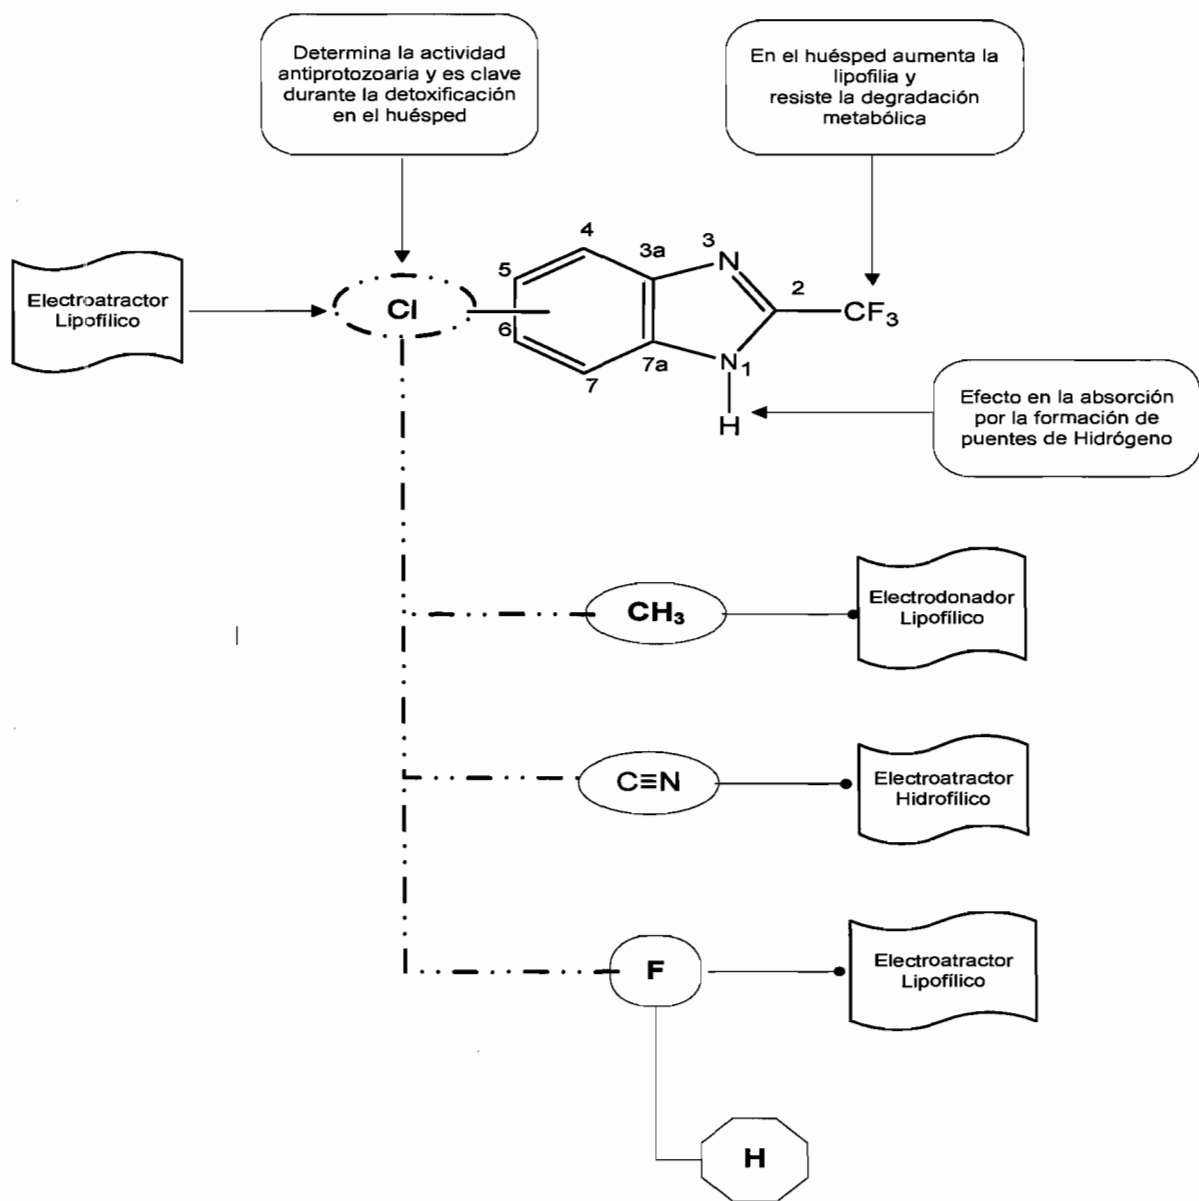 Determina la actividad
antiprotozoaria y es clave
durante la detoxificación
en el huésped
En el huésped aumenta la
lipofilia y
resiste la degradación
metabólica
Electroatractor
Lipofílico
Cl
4
5
6
7
3a
7a
3
N
2
CF₃
N
1
H
Efecto en la absorción
por la formación de
puentes de Hidrógeno
CH₃
Electrodonador
Lipofílico
C≡N
Electroatractor
Hidrofílico
F
Electroatractor
Lipofílico
H